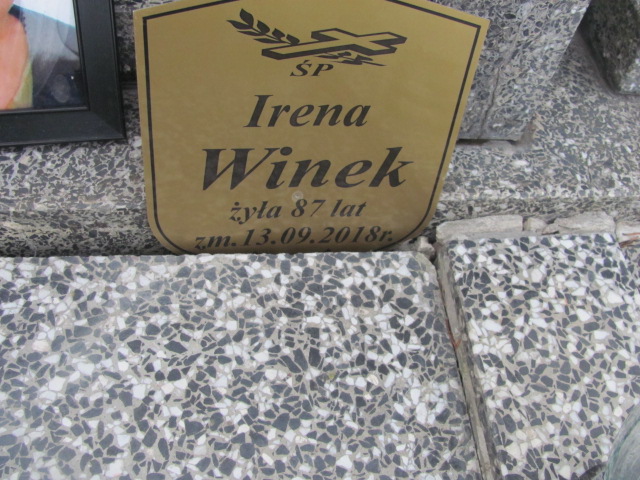 ŚP
Irena
Winek
żyła 87 lat
zm. 13.09.2018r.